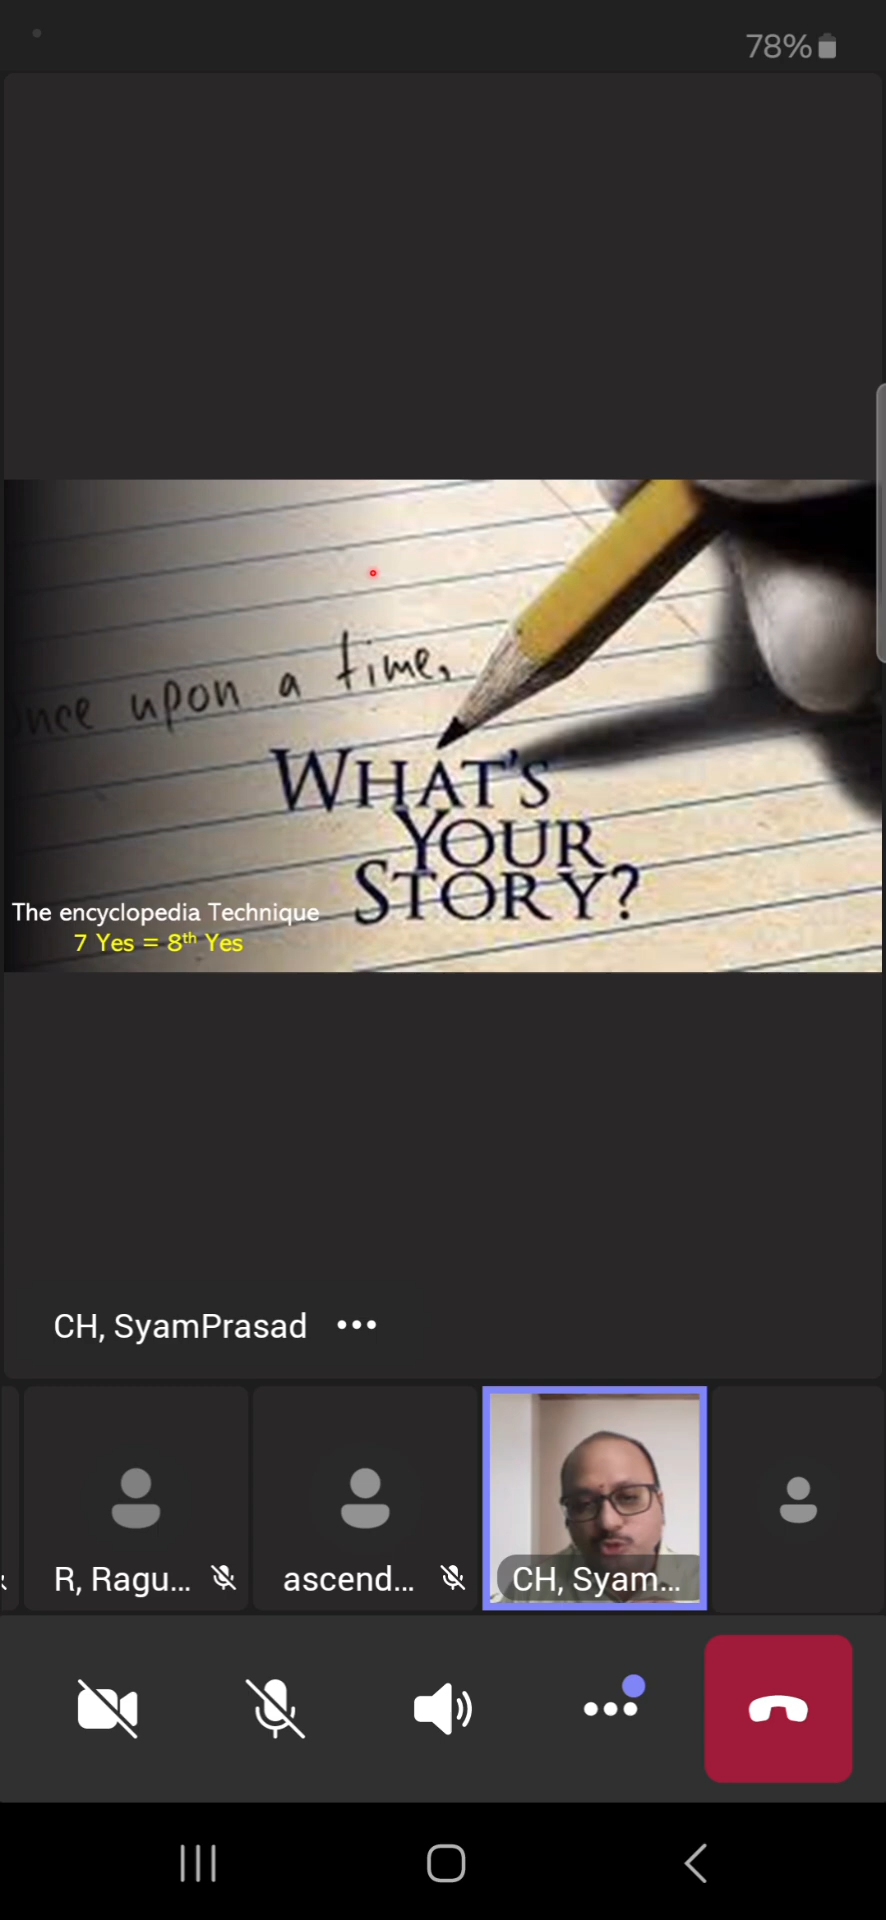 78%
nce upon a time,
WHAT'S
YOUR
STORY?
The encyclopedia Technique
7 Yes = 8th Yes
CH, SyamPrasad
R, Ragu...
ascend...
CH, Syam...